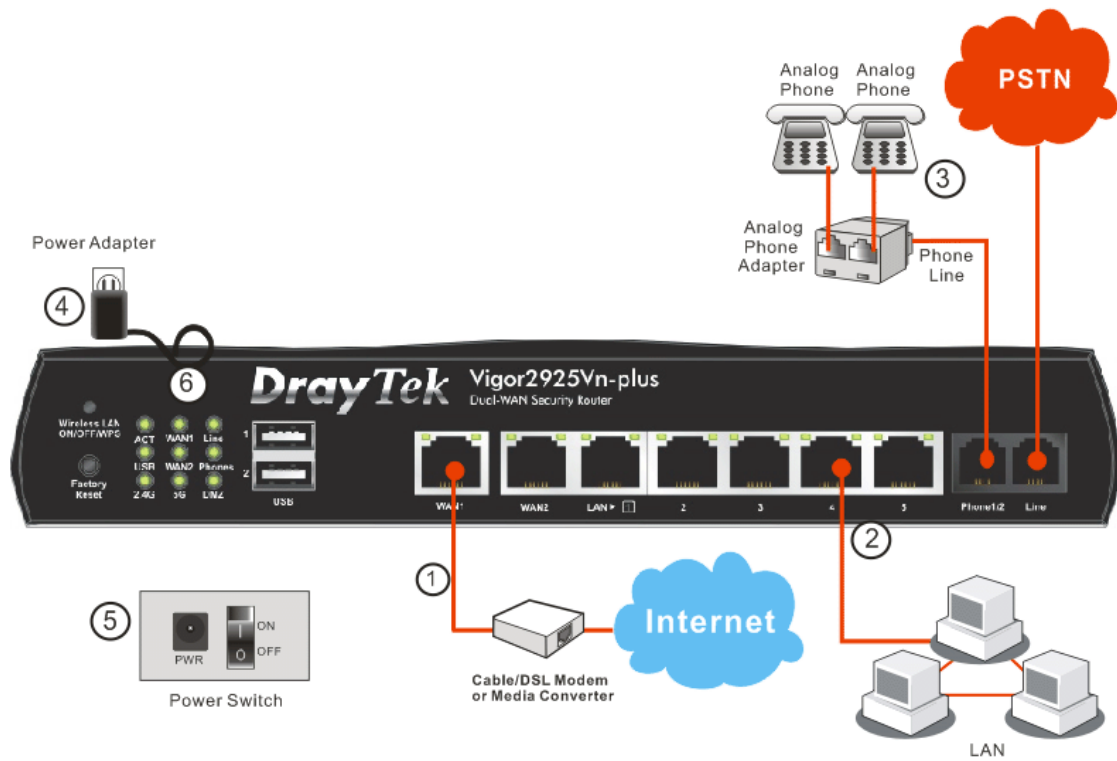 Analog
Phone
Analog
Phone
PSTN
3
Analog
Phone
Adapter
Phone
Line
Power Adapter
4
6
DrayTek
Vigor2925Vn-plus
Dual-WAN Security Router
Wireless LAN
ON/OFF/WPS
ACT WAN1 Line
USB WAN2 Phones
2.4G 5G DMZ
Factory
Reset
1
2
USB
WAN1
WAN2
LAN ▸ 1
2
3
4
5
Phone1/2
Line
1
2
5
PWR
I
O
ON
OFF
Power Switch
Internet
Cable/DSL Modem
or Media Converter
LAN